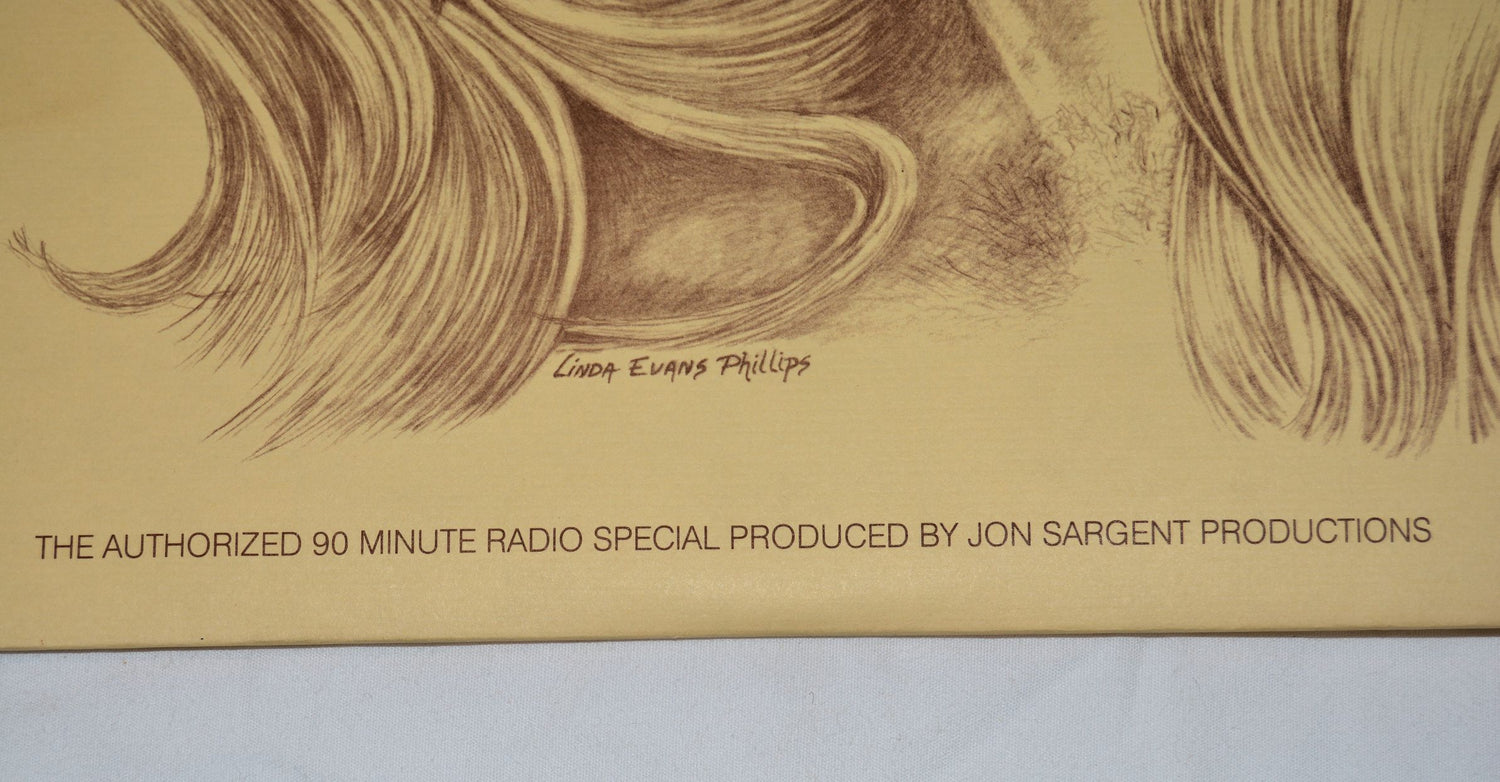 Linda Evans Phillips
THE AUTHORIZED 90 MINUTE RADIO SPECIAL PRODUCED BY JON SARGENT PRODUCTIONS